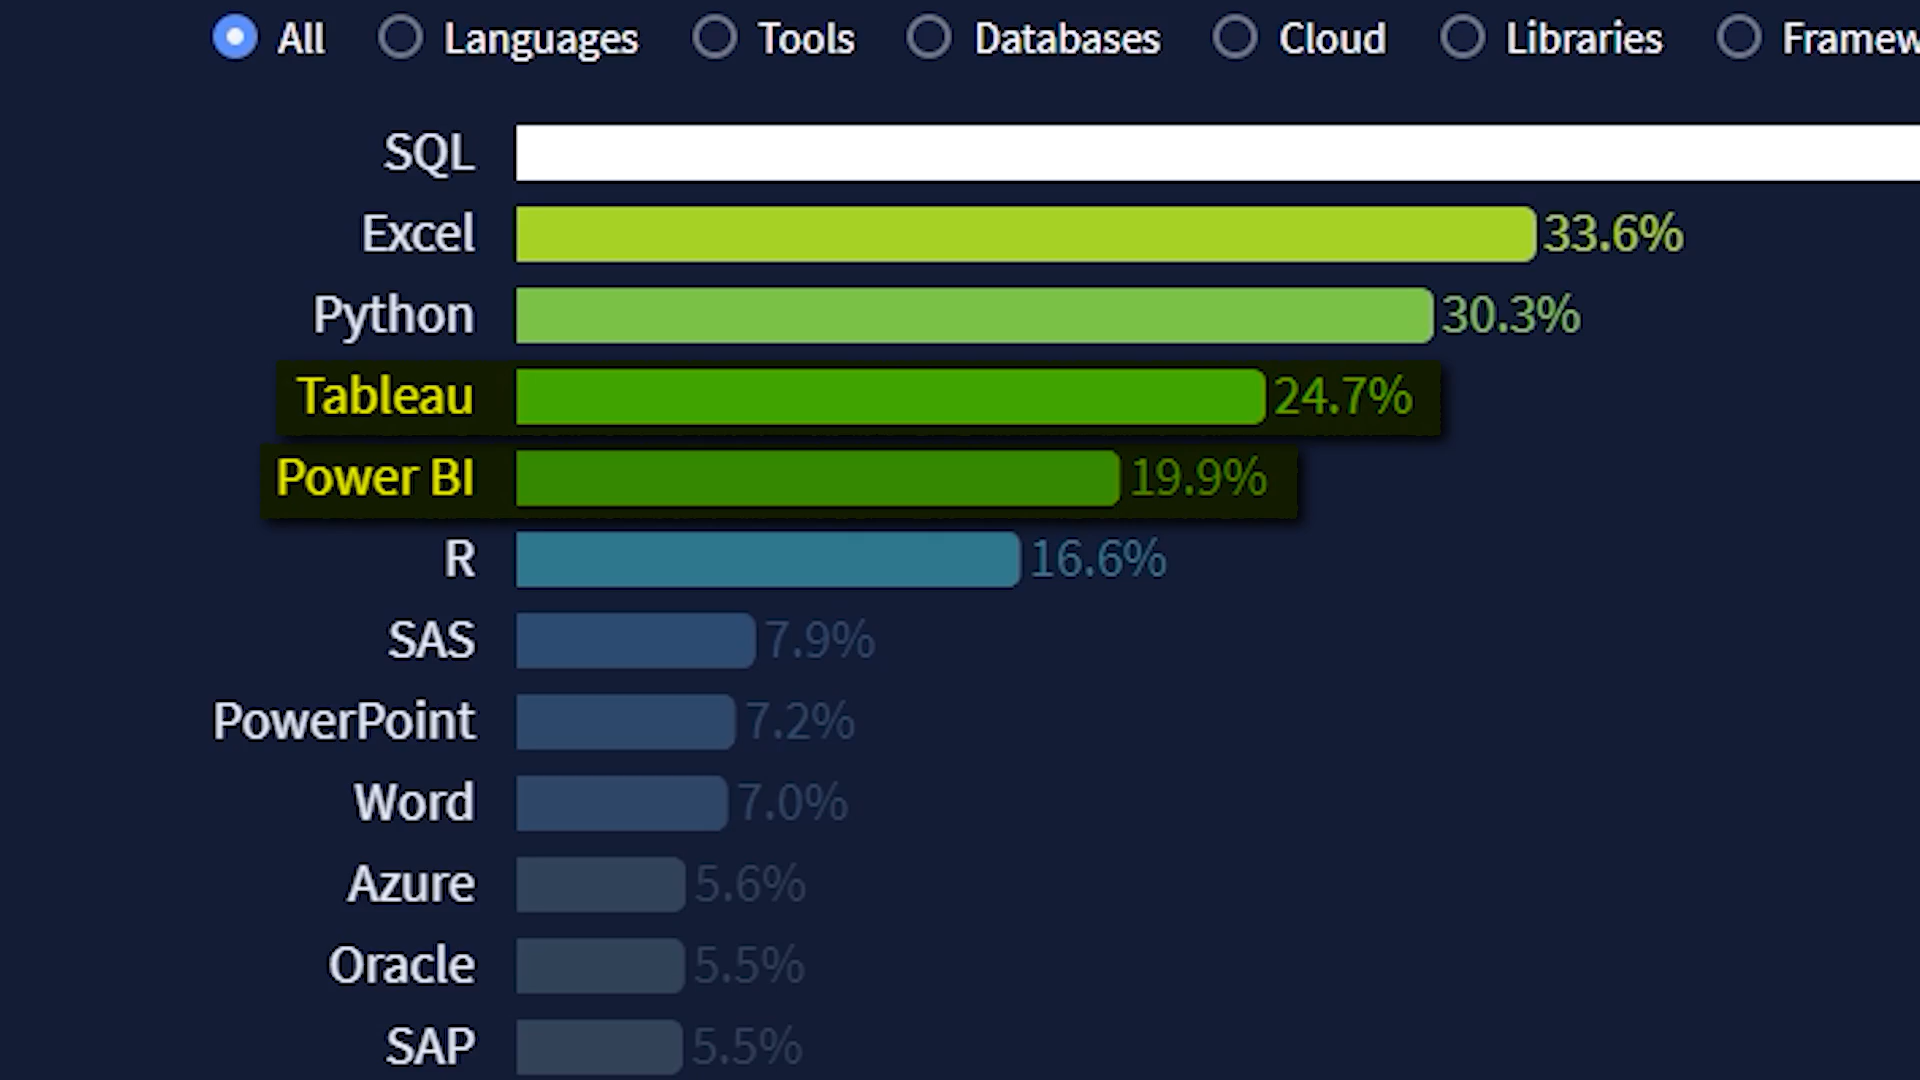 All Languages Tools Databases Cloud Libraries Framew
SQL
Excel 33.6%
Python 30.3%
Tableau 24.7%
Power BI 19.9%
R 16.6%
SAS 7.9%
PowerPoint 7.2%
Word 7.0%
Azure 5.6%
Oracle 5.5%
SAP 5.5%